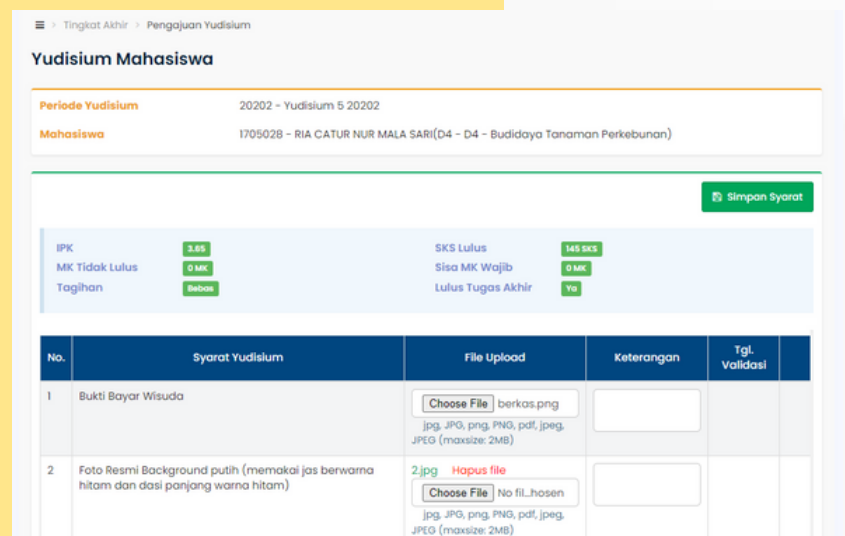 Tingkat Akhir > Pengajuan Yudisium
Yudisium Mahasiswa
Periode Yudisium 20202 - Yudisium 5 20202
Mahasiswa 1705028 - RIA CATUR NUR MALA SARI(D4 - D4 - Budidaya Tanaman Perkebunan)
Simpan Syarat
IPK 3.65 SKS Lulus 145 SKS
MK Tidak Lulus 0 MK Sisa MK Wajib 0 MK
Tagihan Bebas Lulus Tugas Akhir Ya
No. Syarat Yudisium File Upload Keterangan Tgl.
Validasi
1 Bukti Bayar Wisuda Choose File berkas.png
jpg, JPG, png, PNG, pdf, jpeg,
JPEG (maxsize: 2MB)
2 Foto Resmi Background putih (memakai jas berwarna 2.jpg Hapus file
hitam dan dasi panjang warna hitam) Choose File No fil...hosen
jpg, JPG, png, PNG, pdf, jpeg,
JPEG (maxsize: 2MB)